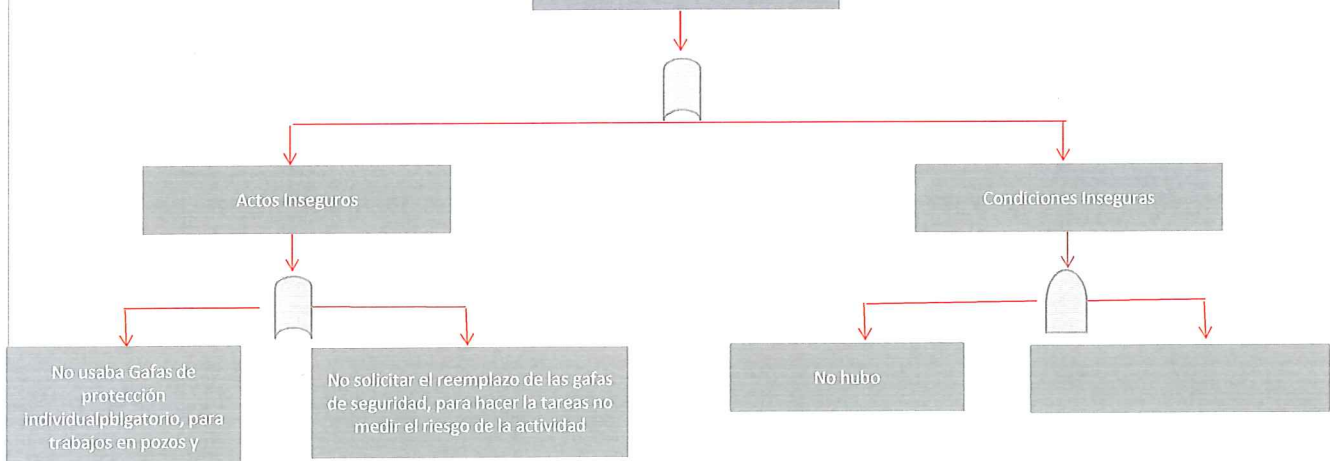 Actos Inseguros
Condiciones Inseguras
No usaba Gafas de
protección
individualpblgatorio, para
trabajos en pozos y
No solicitar el reemplazo de las gafas
de seguridad, para hacer la tareas no
medir el riesgo de la actividad
No hubo